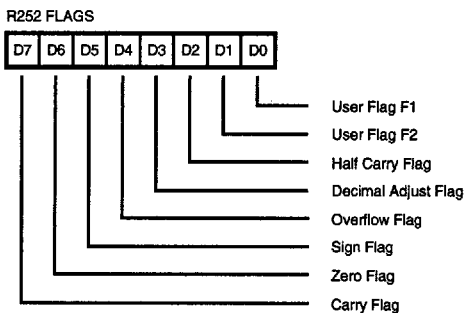 R252 FLAGS
D7 D6 D5 D4 D3 D2 D1 D0
User Flag F1
User Flag F2
Half Carry Flag
Decimal Adjust Flag
Overflow Flag
Sign Flag
Zero Flag
Carry Flag